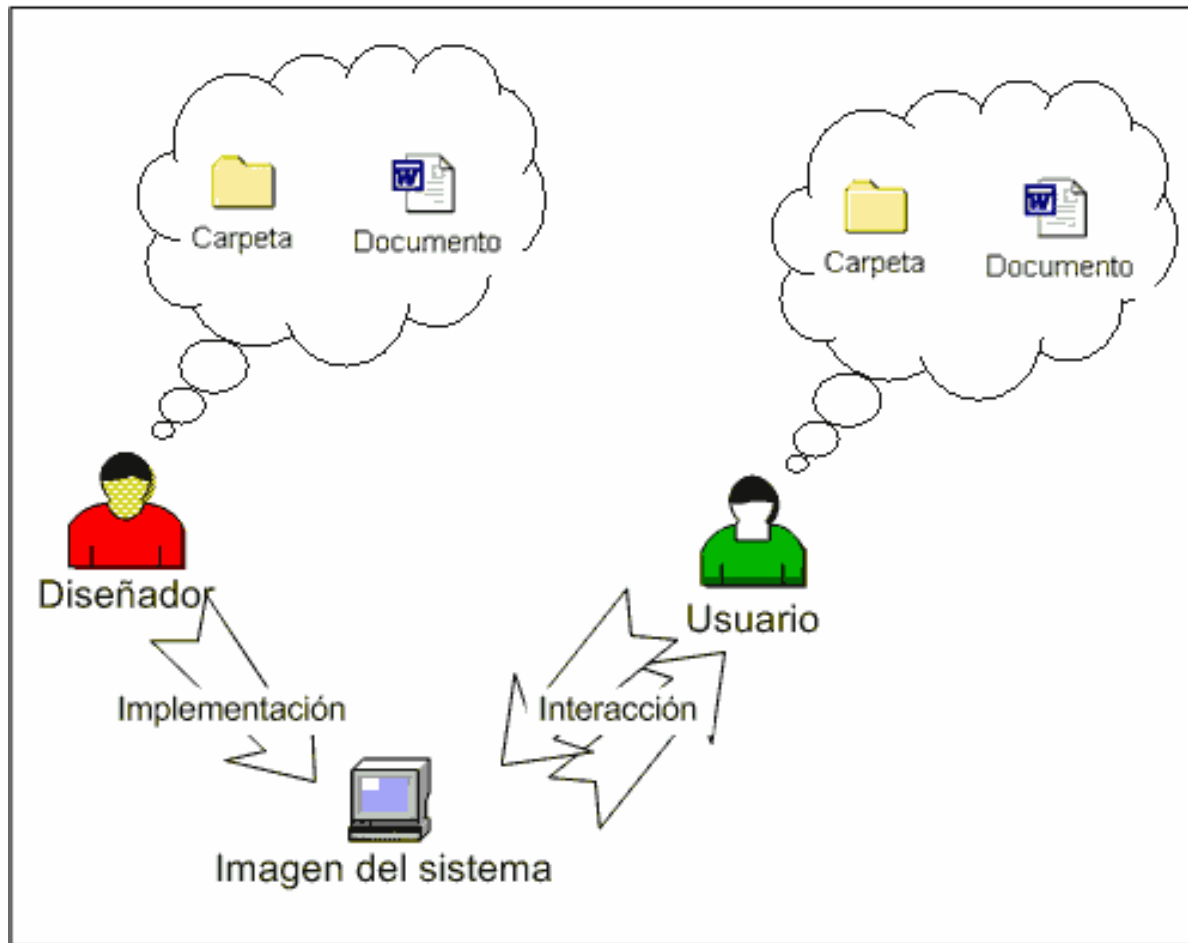 Carpeta
Documento
Carpeta
Documento
Diseñador
Usuario
Implementación
Interacción
Imagen del sistema
W
W